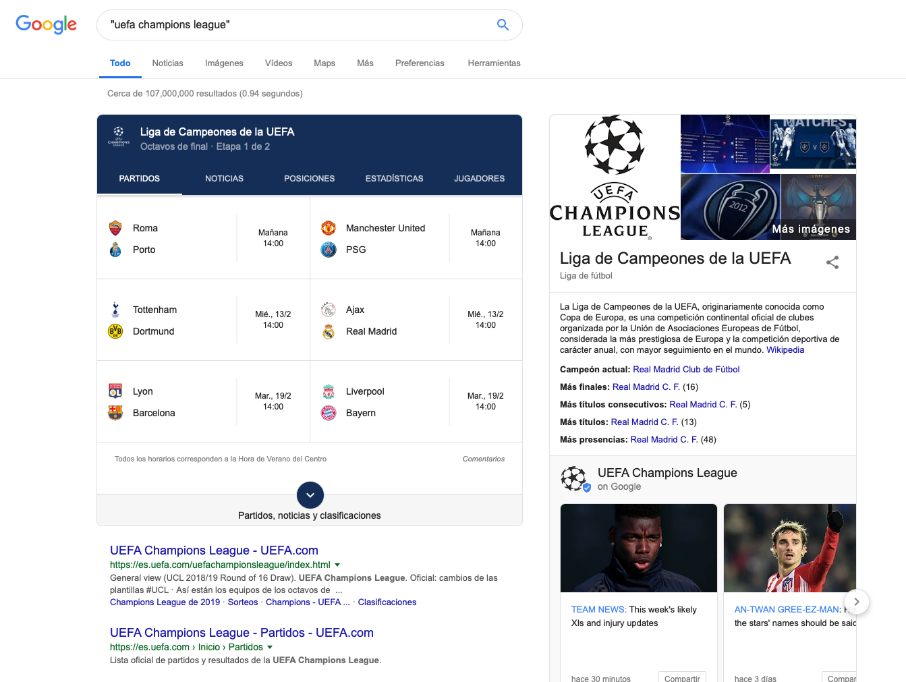 Google
"uefa champions league"
Todo Noticias Imágenes Vídeos Maps Más Preferencias Herramientas
Cerca de 107,000,000 resultados (0.94 segundos)
Liga de Campeones de la UEFA
Octavos de final · Etapa 1 de 2
PARTIDOS NOTICIAS POSICIONES ESTADÍSTICAS JUGADORES
Roma
Porto
Mañana
14:00
Manchester United
PSG
Mañana
14:00
Tottenham
Dortmund
Mié., 13/2
14:00
Ajax
Real Madrid
Mié., 13/2
14:00
Lyon
Barcelona
Mar., 19/2
14:00
Liverpool
Bayern
Mar., 19/2
14:00
Todos los horarios corresponden a la Hora de Verano del Centro
Comentarios
Partidos, noticias y clasificaciones
UEFA Champions League - UEFA.com
https://es.uefa.com/uefachampionsleague/index.html
General view (UCL 2018/19 Round of 16 Draw). UEFA Champions League. Oficial: cambios de las
plantillas #UCL · Así están los equipos de los octavos de ...
Champions League de 2019 · Sorteos · Champions - UEFA ... · Clasificaciones
UEFA Champions League - Partidos - UEFA.com
https://es.uefa.com › Inicio › Partidos
Lista oficial de partidos y resultados de la UEFA Champions League.
UEFA
CHAMPIONS
LEAGUE
MATCHES
V
2012
Más imágenes
Liga de Campeones de la UEFA
Liga de fútbol
La Liga de Campeones de la UEFA, originariamente conocida como
Copa de Europa, es una competición continental oficial de clubes
organizada por la Unión de Asociaciones Europeas de Fútbol,
considerada la más prestigiosa de Europa y la competición deportiva de
carácter anual, con mayor seguimiento en el mundo. Wikipedia
Campeón actual: Real Madrid Club de Fútbol
Más finales: Real Madrid C. F. (16)
Más títulos consecutivos: Real Madrid C. F. (5)
Más títulos: Real Madrid C. F. (13)
Más presencias: Real Madrid C. F. (48)
UEFA Champions League
on Google
TEAM NEWS: This week's likely
XIs and injury updates
hace 30 minutos Compartir
AN-TWAN GREE-EZ-MAN:
the stars' names should be said
hace 3 días Compar